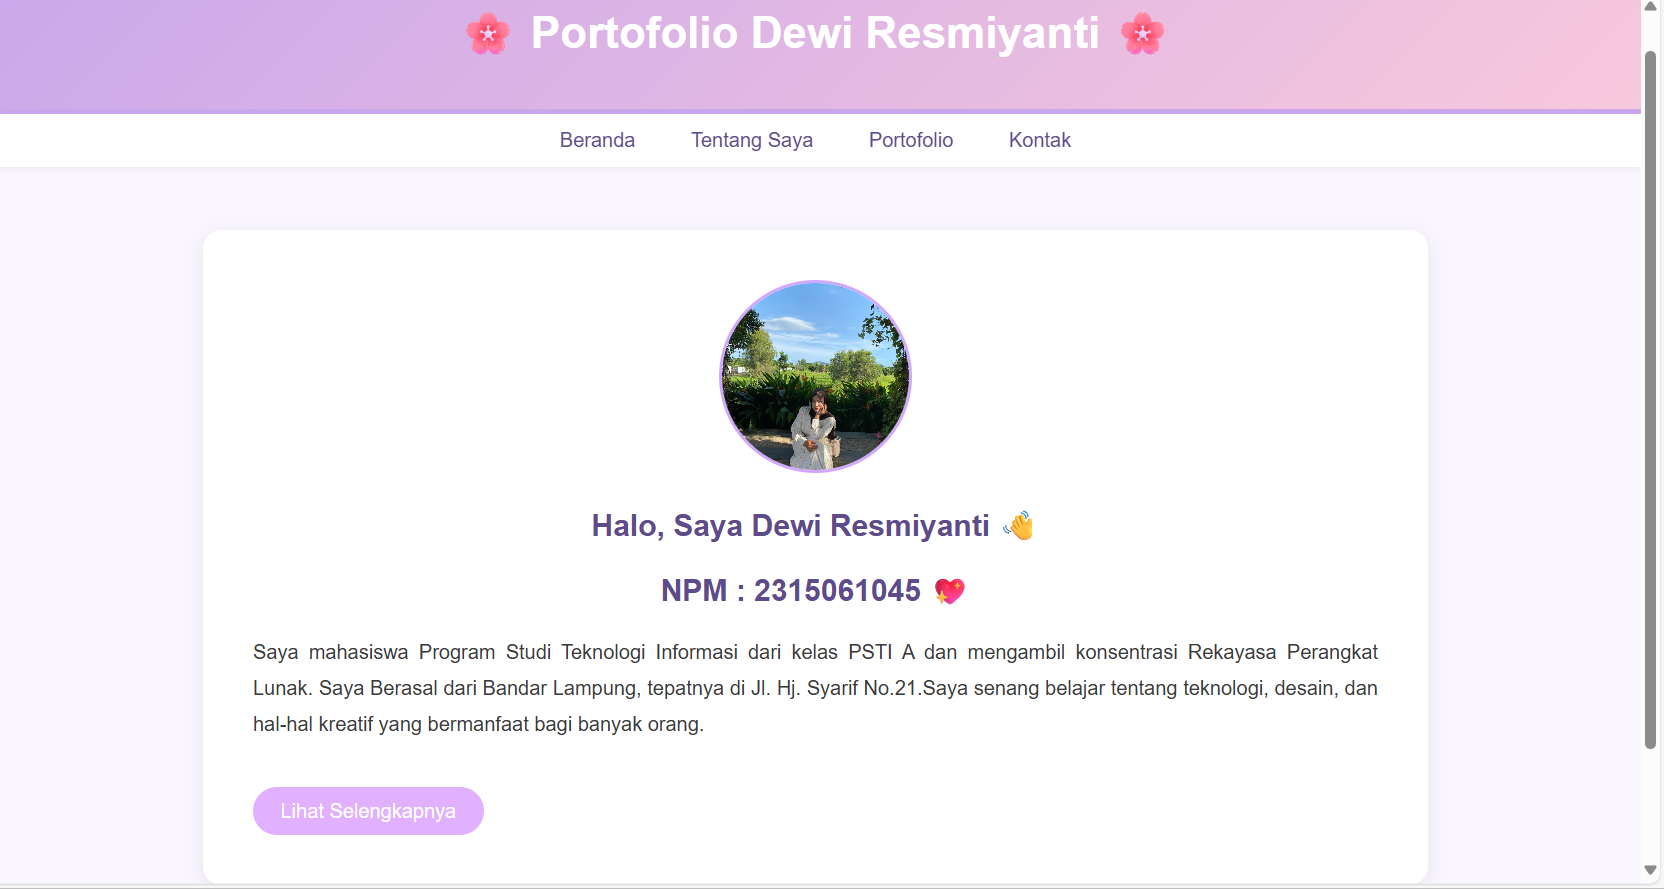 🌸 Portofolio Dewi Resmiyanti 🌸
Beranda Tentang Saya Portofolio Kontak
Halo, Saya Dewi Resmiyanti 👋
NPM : 2315061045 💖
Saya mahasiswa Program Studi Teknologi Informasi dari kelas PSTI A dan mengambil konsentrasi Rekayasa Perangkat
Lunak. Saya Berasal dari Bandar Lampung, tepatnya di Jl. Hj. Syarif No.21.Saya senang belajar tentang teknologi, desain, dan
hal-hal kreatif yang bermanfaat bagi banyak orang.
Lihat Selengkapnya